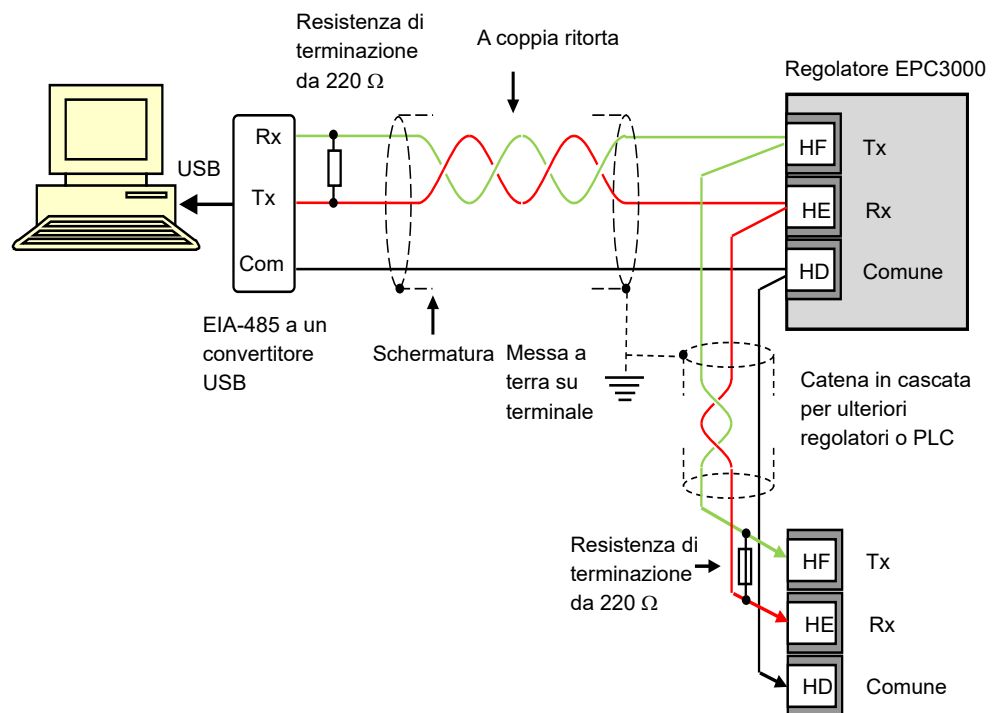 Resistenza di
terminazione
da 220 Ω
A coppia ritorta
Regolatore EPC3000
USB
Rx
Tx
Com
HF
Tx
HE
Rx
HD
Comune
EIA-485 a un
convertitore
USB
Schermatura
Messa a
terra su
terminale
Catena in cascata
per ulteriori
regolatori o PLC
Resistenza di
terminazione
da 220 Ω
HF
Tx
HE
Rx
HD
Comune